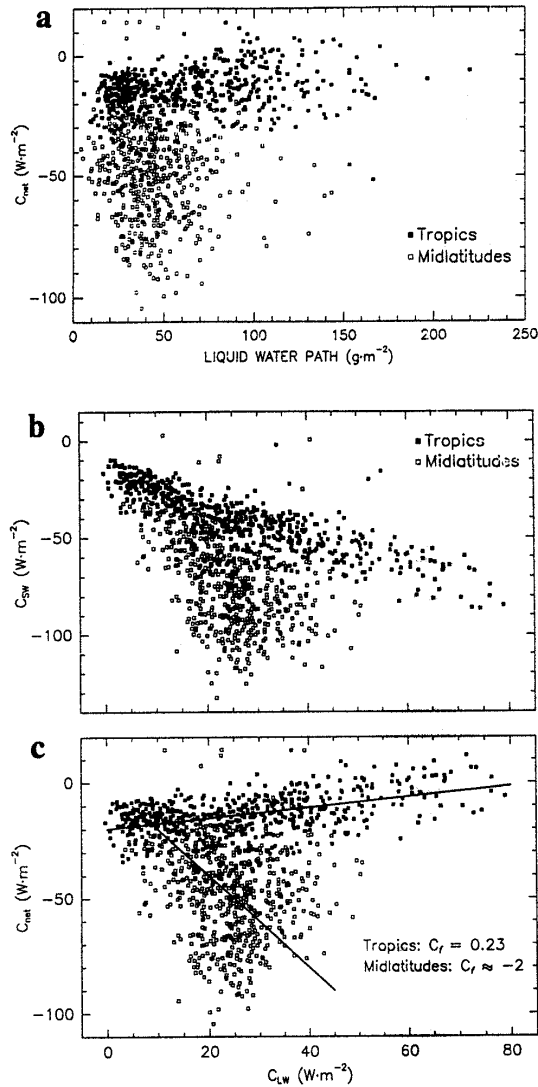 a
0
−50
−100
C_net (W·m⁻²)
■ Tropics
□ Midlatitudes
0 50 100 150 200 250
LIQUID WATER PATH (g·m⁻²)
b
0
−50
−100
C_SW (W·m⁻²)
■ Tropics
□ Midlatitudes
c
0
−50
−100
C_net (W·m⁻²)
Tropics: C_f = 0.23
Midlatitudes: C_f ≈ −2
0 20 40 60 80
C_LW (W·m⁻²)